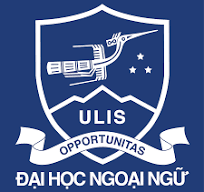 ULIS
OPPORTUNITAS
ĐẠI HỌC NGOẠI NGỮ